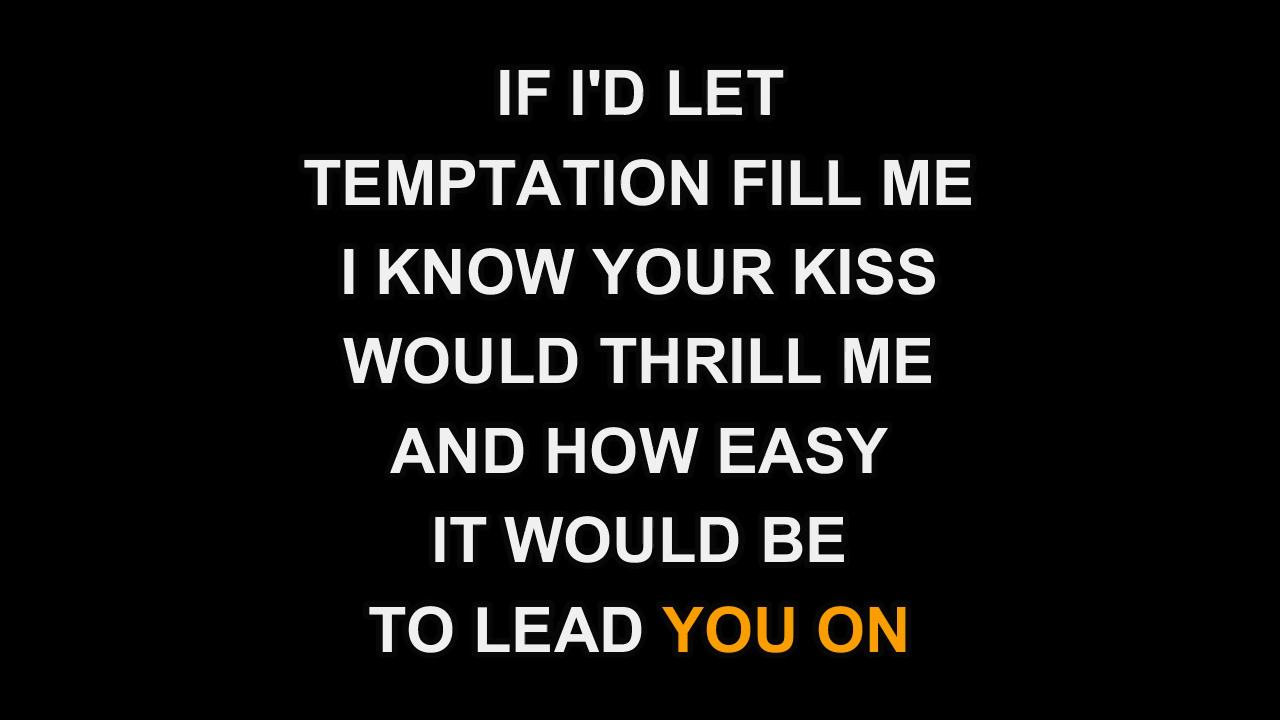 IF I'D LET
TEMPTATION FILL ME
I KNOW YOUR KISS
WOULD THRILL ME
AND HOW EASY
IT WOULD BE
TO LEAD YOU ON